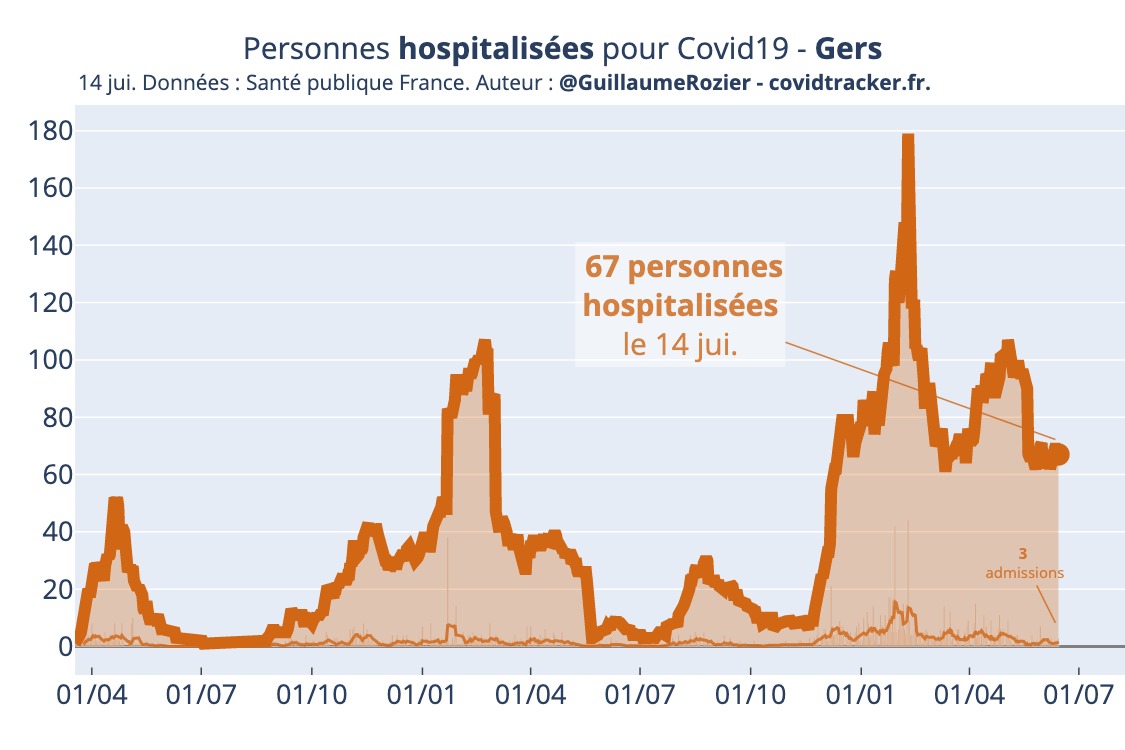 Personnes hospitalisées pour Covid19 - Gers
14 jui. Données : Santé publique France. Auteur : @GuillaumeRozier - covidtracker.fr.
180
160
140
120
100
80
60
40
20
0
67 personnes
hospitalisées
le 14 jui.
3
admissions
01/04 01/07 01/10 01/01 01/04 01/07 01/10 01/01 01/04 01/07